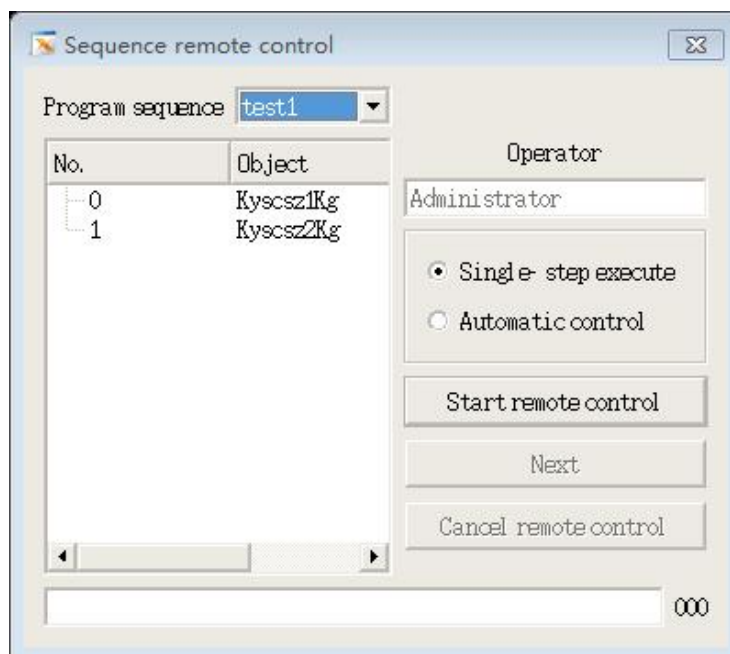 Sequence remote control
Program sequence test1
No. Object
0 Kyscsz1Kg
1 Kyscsz2Kg
Operator
Administrator
Single- step execute
Automatic control
Start remote control
Next
Cancel remote control
000